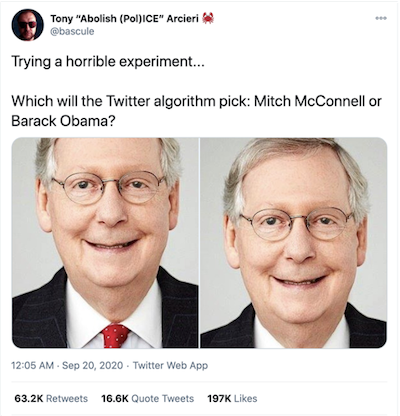 Tony “Abolish (Pol)ICE” Arcieri 🦀
@bascule
Trying a horrible experiment...
Which will the Twitter algorithm pick: Mitch McConnell or
Barack Obama?
12:05 AM · Sep 20, 2020 · Twitter Web App
63.2K Retweets 16.6K Quote Tweets 197K Likes